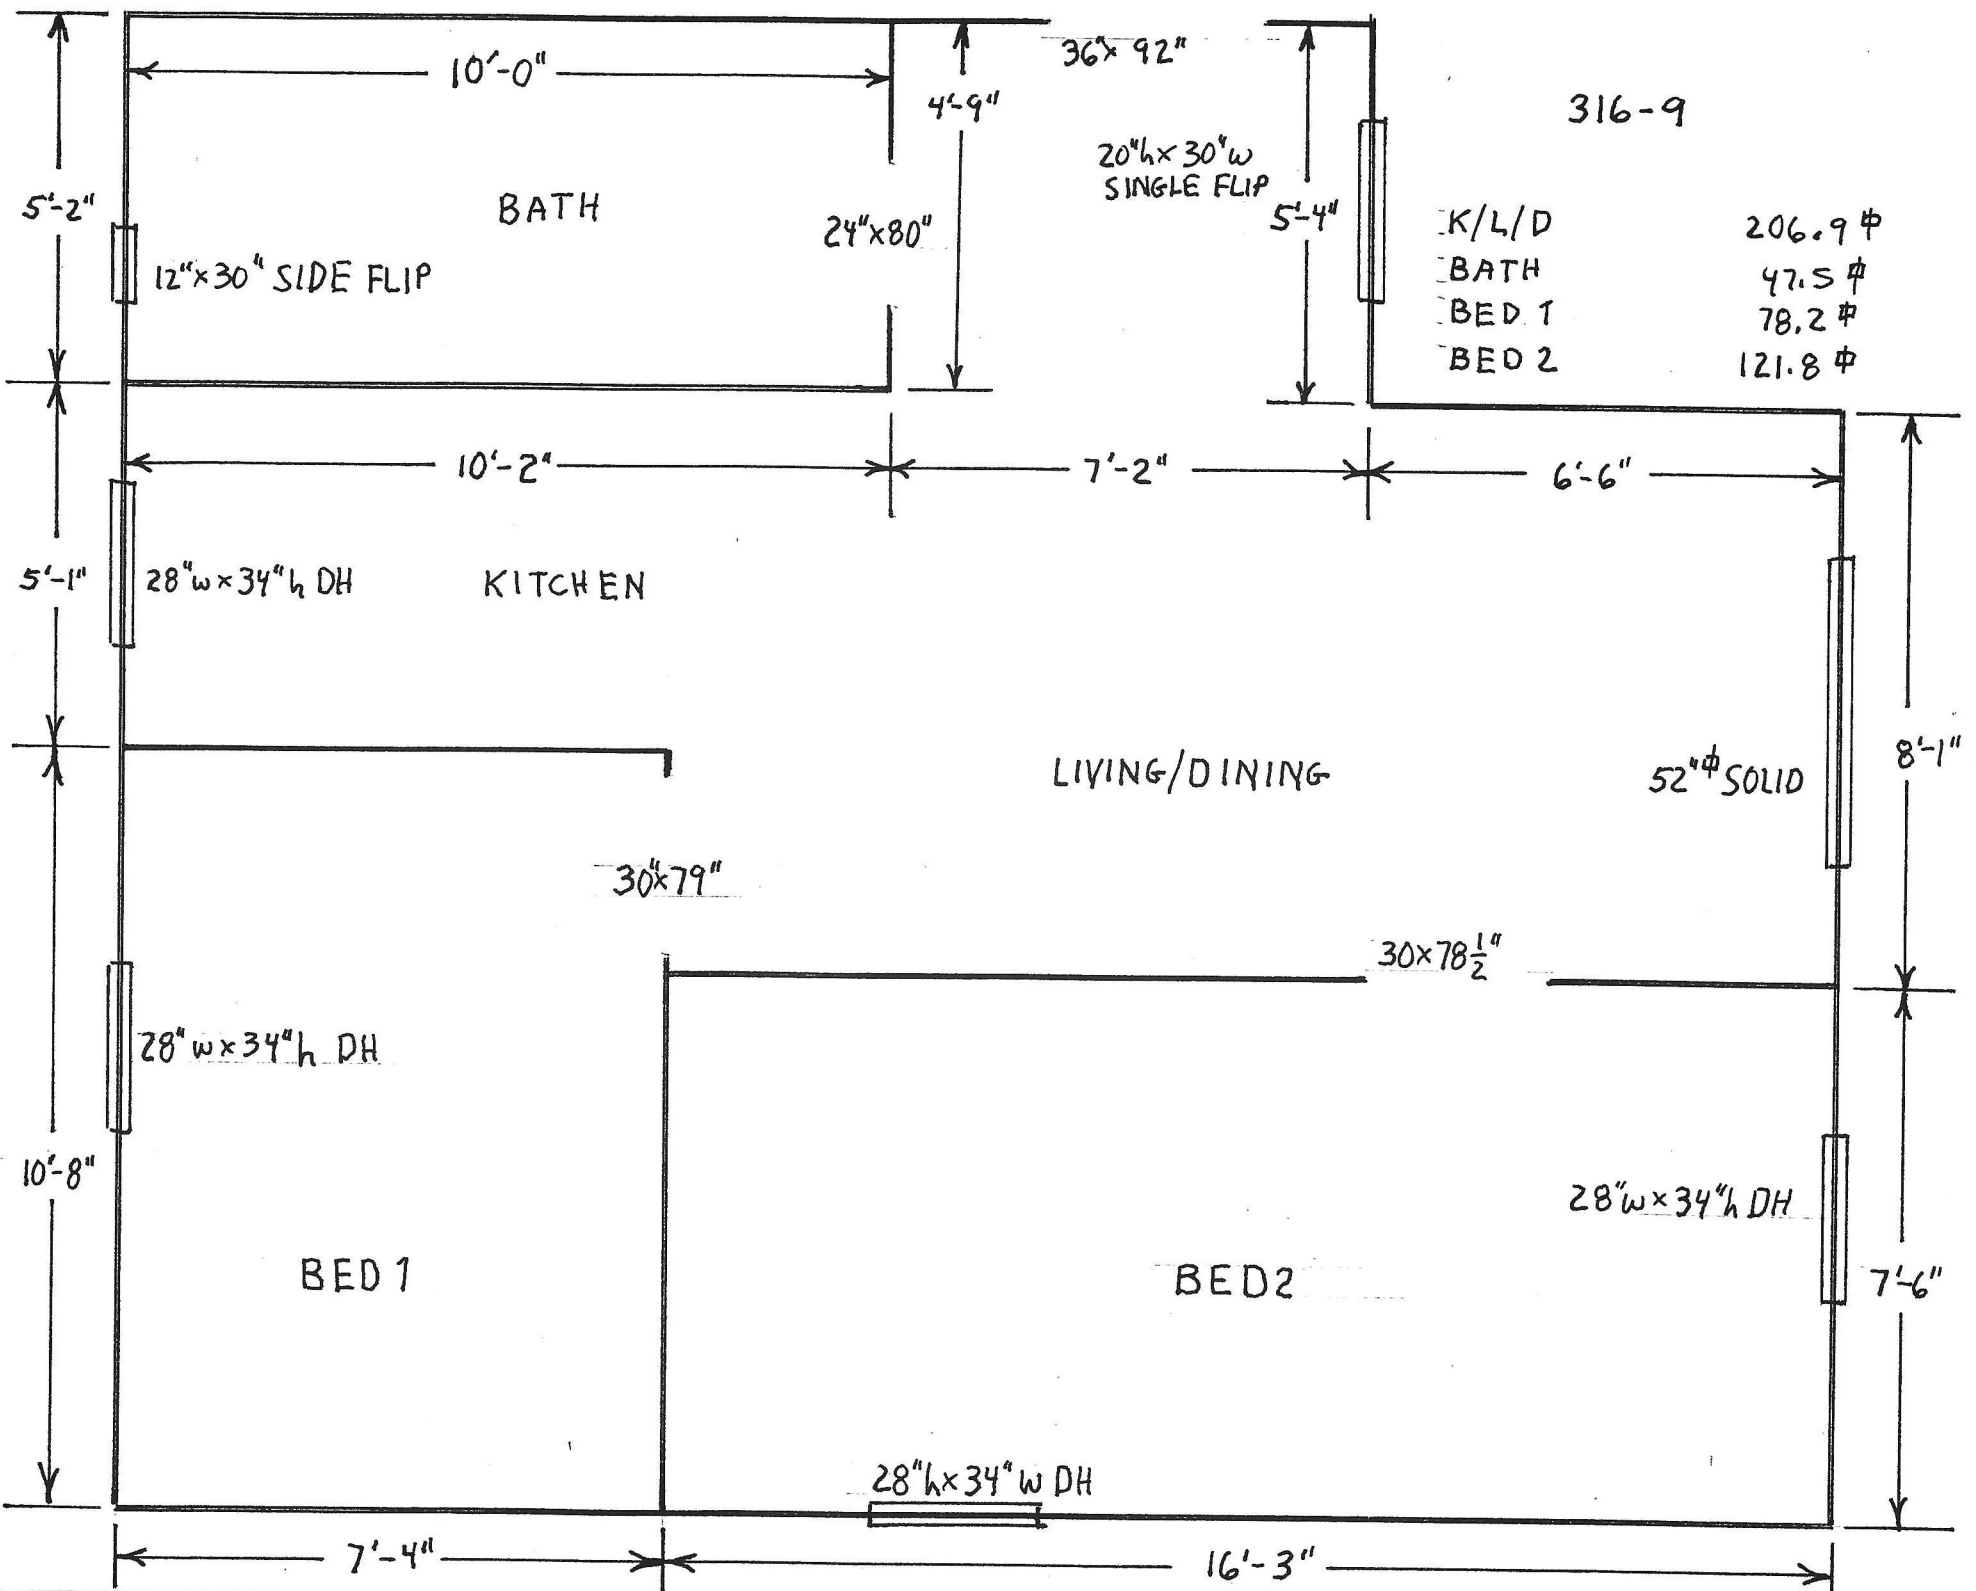 36"x 92"
10'-0"
4'-9"
316-9
20"h x 30"w
SINGLE FLIP
5'-2"
BATH
24"x80"
5'-4"
K/L/D 206.9 ⌽
BATH 47.5 ⌽
BED 1 78.2 ⌽
BED 2 121.8 ⌽
12"x30" SIDE FLIP
10'-2"
7'-2"
6'-6"
5'-1"
28"w x 34"h DH
KITCHEN
LIVING/DINING
52"⌽ SOLID
8'-1"
30"x79"
30x78½"
28"w x 34"h DH
10'-8"
28"w x 34"h DH
BED 1
BED2
7'-6"
28"h x 34"w DH
7'-4"
16'-3"